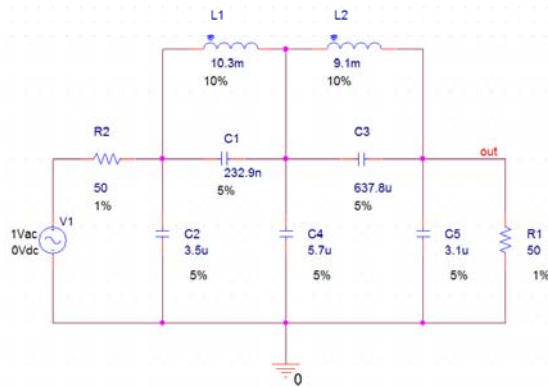 L1
L2
10.3m
9.1m
10%
10%
R2
C1
C3
out
232.9n
50
637.8u
5%
5%
1%
V1
1Vac
0Vdc
C2
C4
C5
R1
3.5u
5.7u
3.1u
50
5%
5%
5%
1%
0